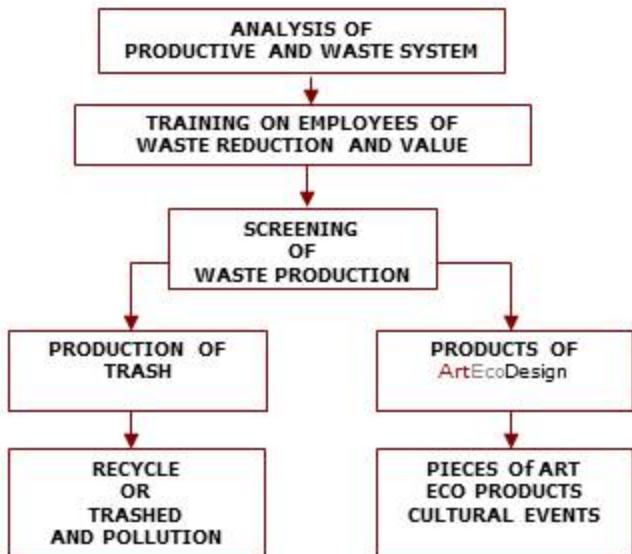 ANALYSIS OF
PRODUCTIVE AND WASTE SYSTEM
TRAINING ON EMPLOYEES OF
WASTE REDUCTION AND VALUE
SCREENING
OF
WASTE PRODUCTION
PRODUCTION OF
TRASH
PRODUCTS OF
ArtEcoDesign
RECYCLE
OR
TRASHED
AND POLLUTION
PIECES Of ART
ECO PRODUCTS
CULTURAL EVENTS